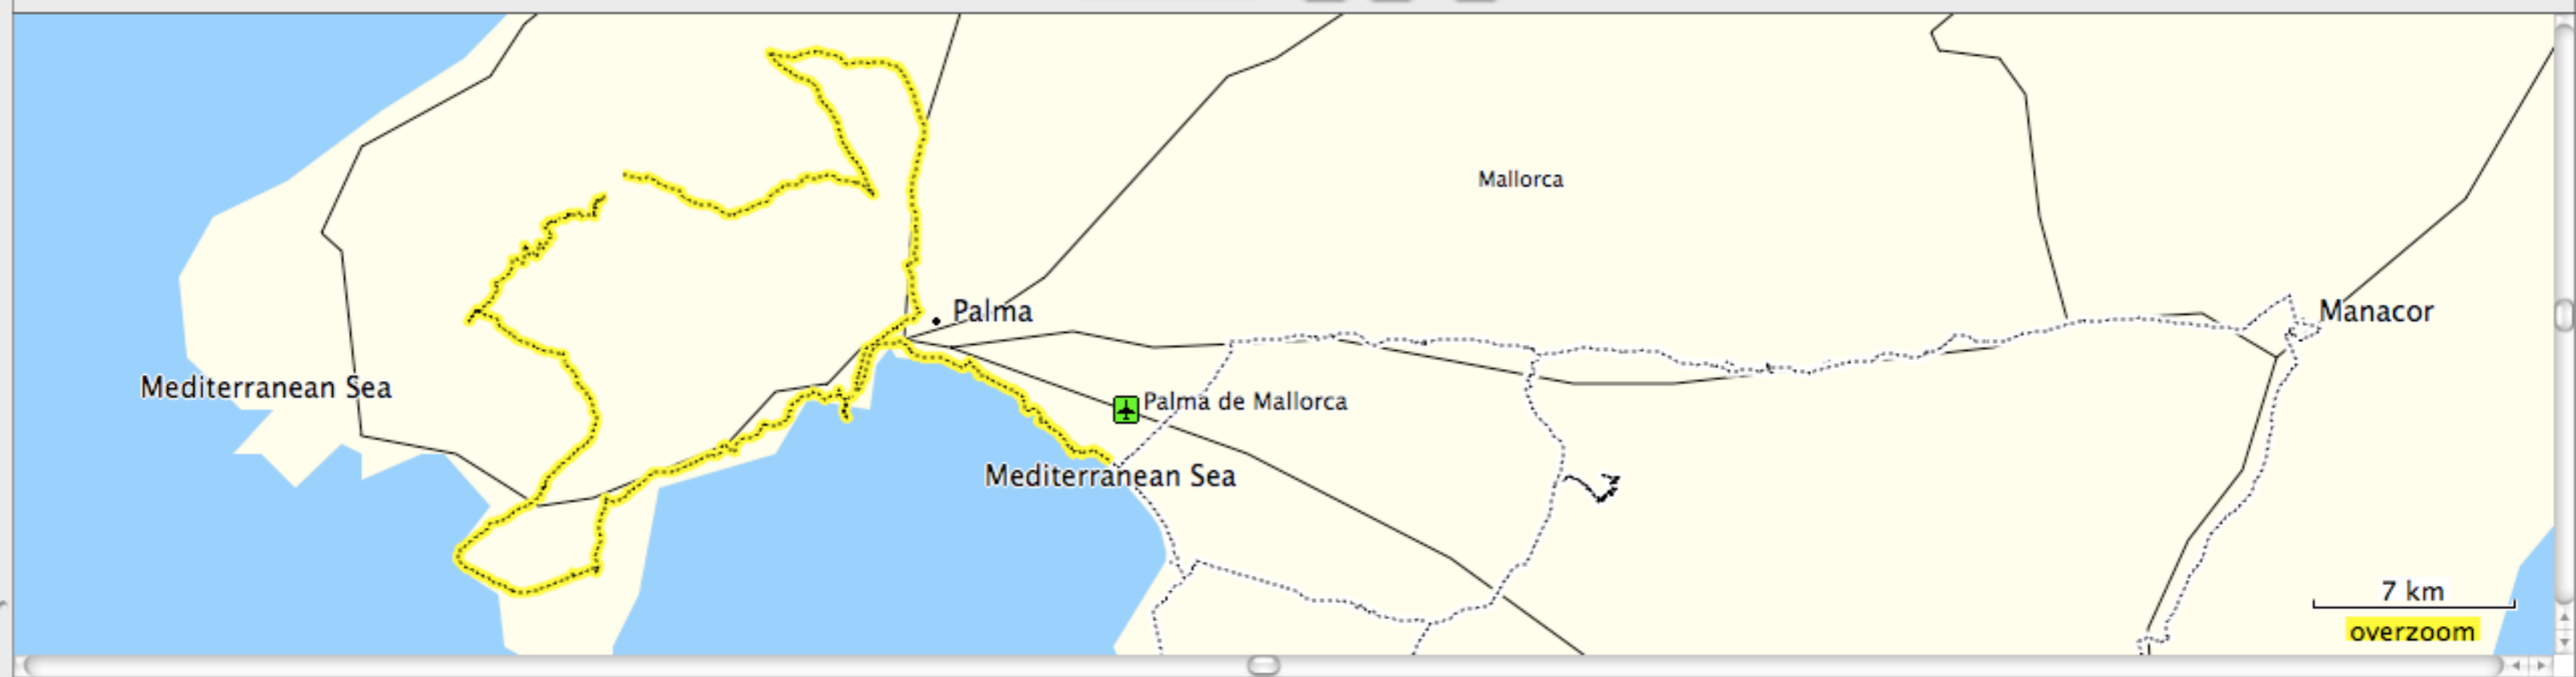 Mallorca
Palma
Manacor
Mediterranean Sea
Palma de Mallorca
Mediterranean Sea
7 km
overzoom